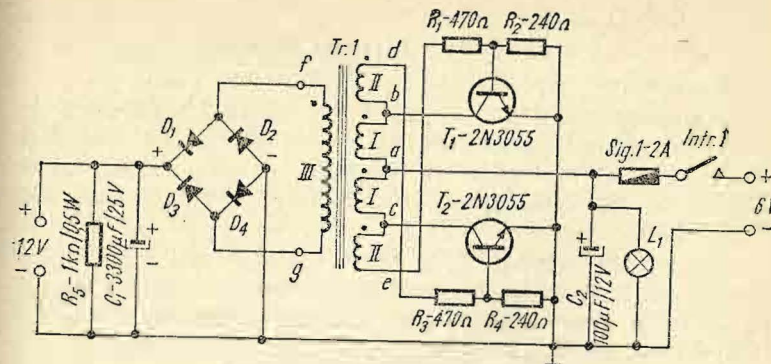 R₁-470Ω R₂-240Ω
Tr.1
d
f
II
b
D₁
D₂
I
T₁-2N3055
a
Sig.1-2A
Intr.1
III
+
-
+
I
T₂-2N3055
D₃
D₄
c
+
12V
-
R₅-1kΩ/0,5W
+
C₁-3300μF/25V
-
g
II
e
+
C₂
100μF/12V
L₁
6V
-
R₃-470Ω R₄-240Ω